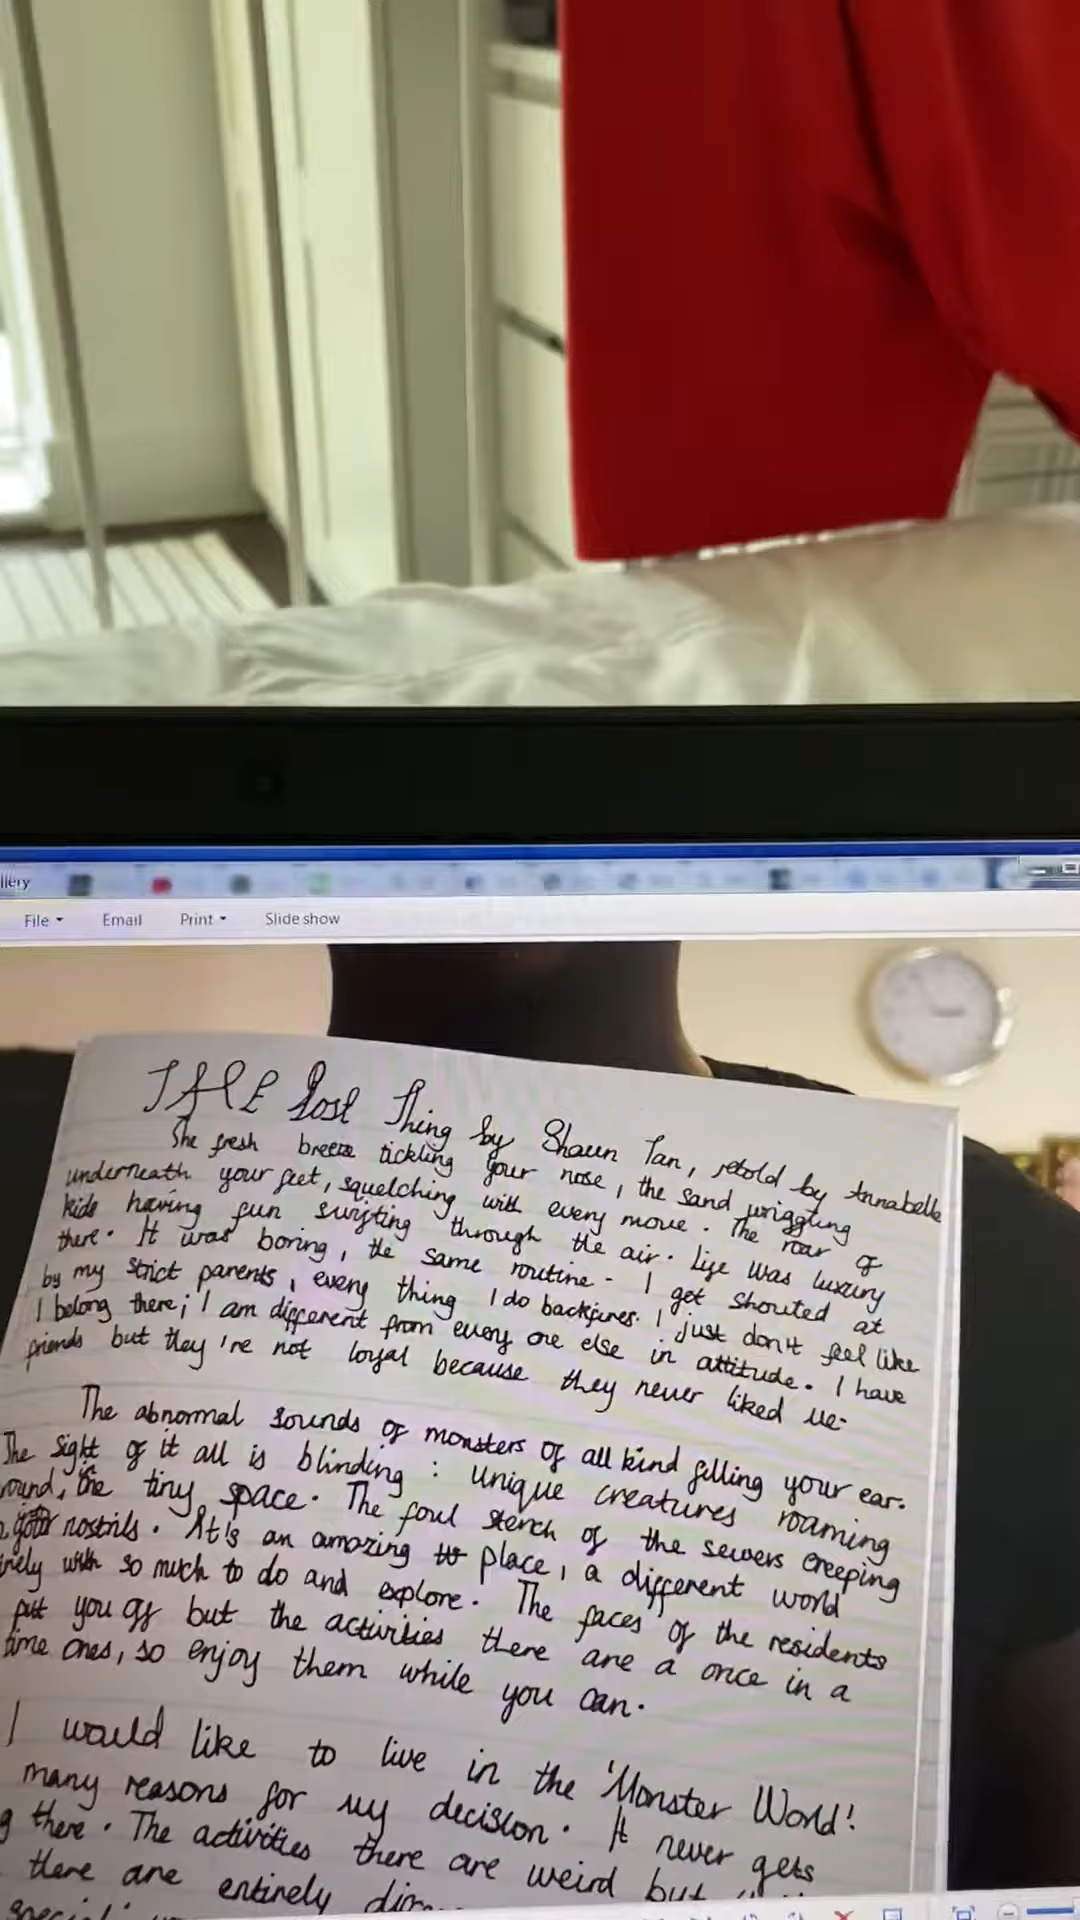 llery
File Email Print Slide show
THE Lost Thing by Shaun Tan, retold by Annabelle
The fresh breeze tickling your nose, the sand wriggling
underneath your feet, squelching with every move. The roar of
kids having fun swifting through the air. Life was luxury
there. It was boring, the same routine. I get shouted at
by my strict parents, every thing I do backfires. I just don't feel like
I belong there; I am different from every one else in attitude. I have
friends but they're not loyal because they never liked me.
The abnormal sounds of monsters of all kind filling your ear.
The sight of it all is blinding: unique creatures roaming
round, in the tiny space. The foul stench of the sewers creeping
your nostrils. It's an amazing place, a different world
with so much to do and explore. The faces of the residents
put you off but the activities there are a once in a
time ones, so enjoy them while you can.
I would like to live in the 'Monster World!
many reasons for my decision. It never gets
there. The activities there are weird but
there are entirely
special